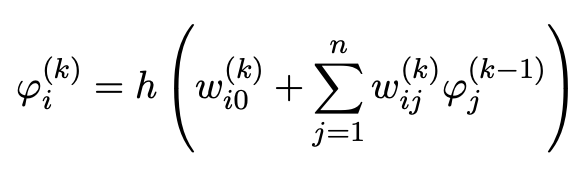 φ_i^{(k)} = h ( w_{i0}^{(k)} + ∑_{j=1}^{n} w_{ij}^{(k)} φ_j^{(k−1)} )